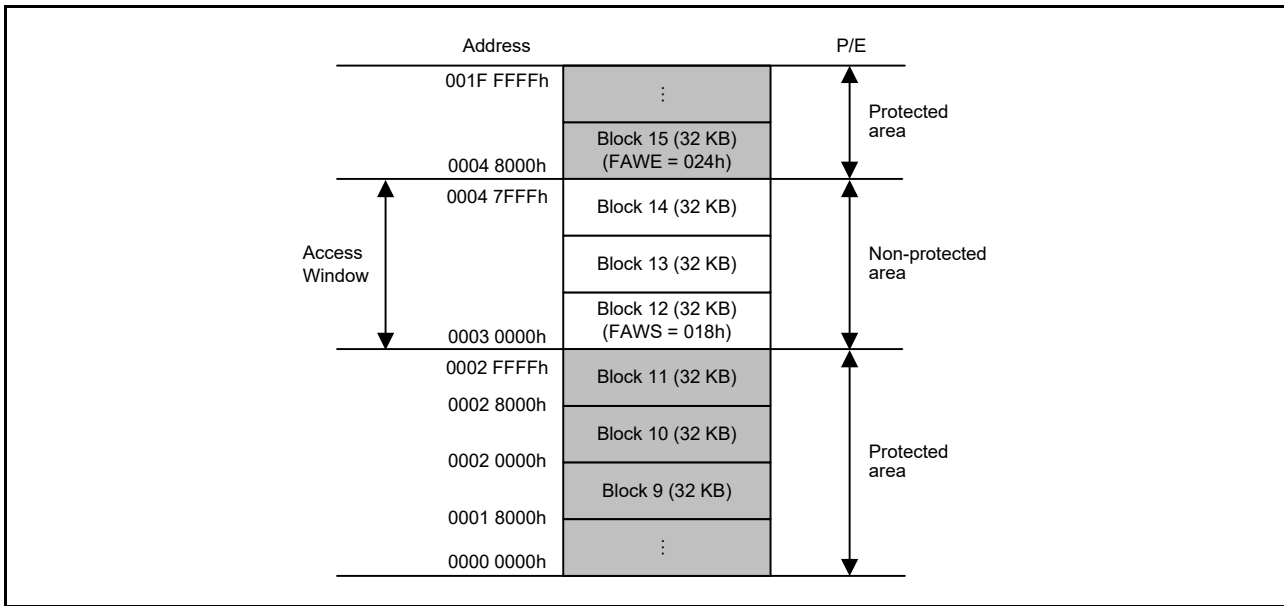 Address
P/E
001F FFFFh
⋮
Protected
area
Block 15 (32 KB)
(FAWE = 024h)
0004 8000h
0004 7FFFh
Block 14 (32 KB)
Access
Window
Block 13 (32 KB)
Non-protected
area
Block 12 (32 KB)
(FAWS = 018h)
0003 0000h
0002 FFFFh
Block 11 (32 KB)
0002 8000h
Block 10 (32 KB)
0002 0000h
Protected
area
Block 9 (32 KB)
0001 8000h
⋮
0000 0000h